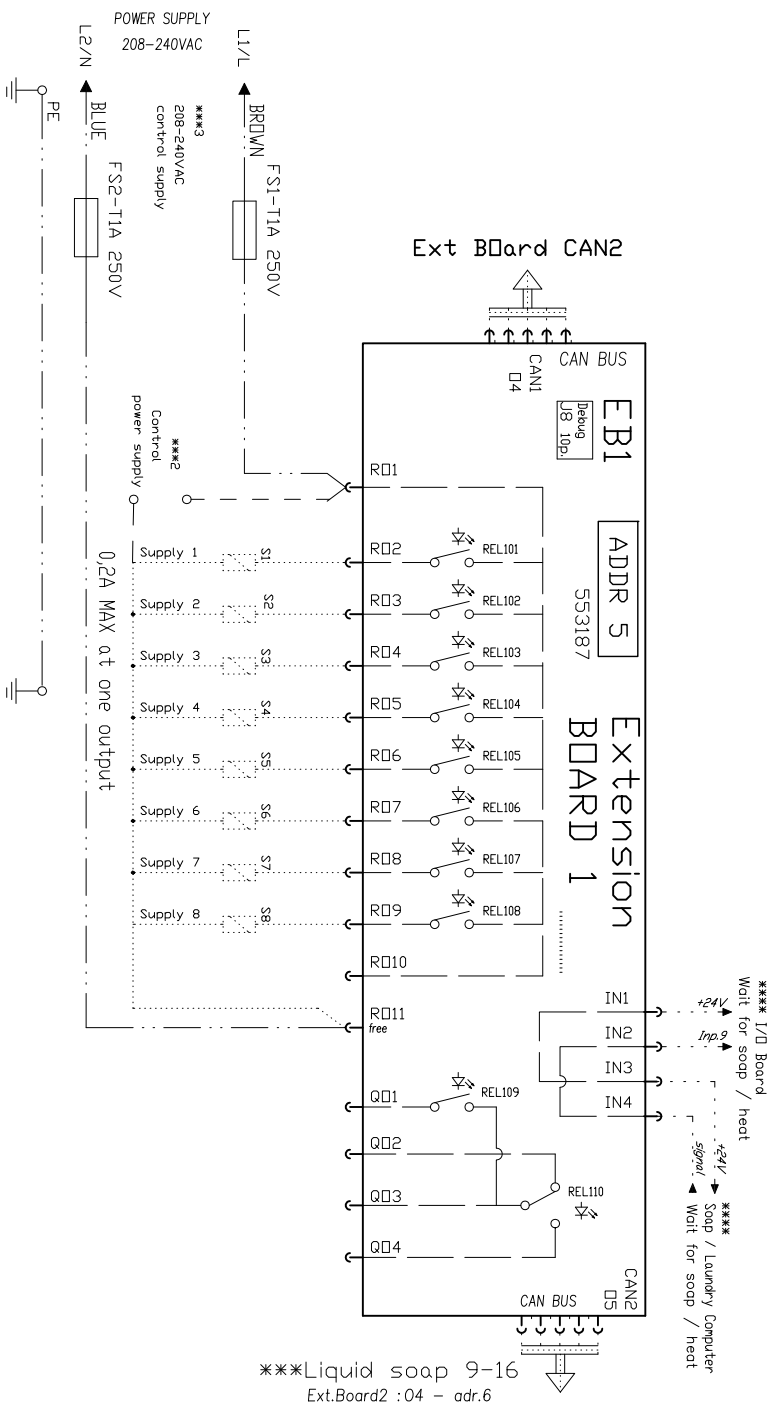 POWER SUPPLY
208-240VAC
L2/N
L1/L
BLUE
BROWN
PE
***3
208-240VAC
control supply
FS2-T1A 250V
FS1-T1A 250V
Ext BOard CAN2
CAN BUS
CAN1
O4
EB1
Debug
J8 10p.
ADDR 5
553187
Extension
BOARD 1
***2
Control
power supply
0,2A MAX at one output
RO1
Supply 1
S1
RO2
REL101
Supply 2
S2
RO3
REL102
Supply 3
S3
RO4
REL103
Supply 4
S4
RO5
REL104
Supply 5
S5
RO6
REL105
Supply 6
S6
RO7
REL106
Supply 7
S7
RO8
REL107
Supply 8
S8
RO9
REL108
RO10
RO11
free
IN1
+24V
IN2
Inp.9
IN3
IN4
**** I/O Board
Wait for soap / heat
QO1
REL109
QO2
QO3
REL110
QO4
+24V
signal
****
Soap / Laundry Computer
Wait for soap / heat
CAN2
O5
CAN BUS
***Liquid soap 9-16
Ext.Board2 :04 - adr.6